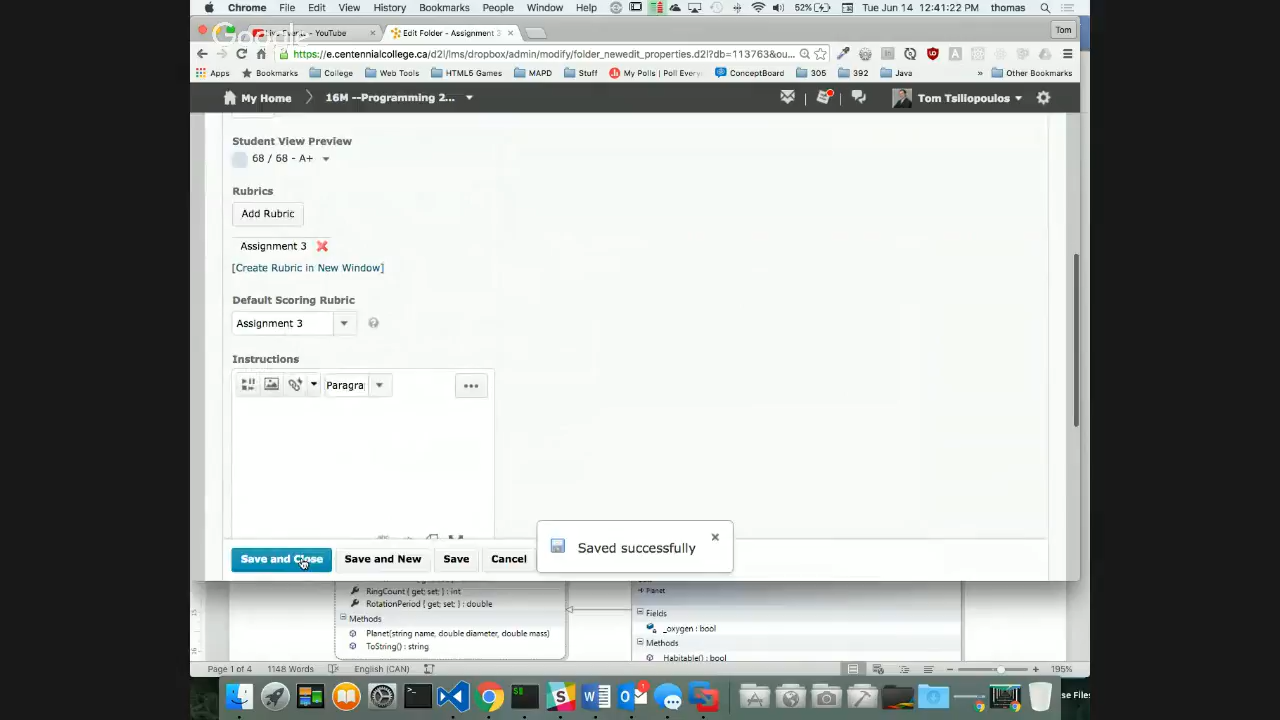 Chrome File Edit View History Bookmarks People Window Help 52% Tue Jun 14 12:41:22 PM thomas
YouTube × Edit Folder - Assignment 3 × Tom
Google
https://e.centennialcollege.ca/d2l/lms/dropbox/admin/modify/folder_newedit_properties.d2l?db=113763&ou...
Apps Bookmarks College Web Tools HTML5 Games MAPD Stuff My Polls | Poll Every ConceptBoard 305 392 Java » Other Bookmarks
My Home 16M --Programming 2... Tom Tsiliopoulos
Student View Preview
68 / 68 - A+
Rubrics
Add Rubric
Assignment 3
[Create Rubric in New Window]
Default Scoring Rubric
Assignment 3
Instructions
Paragra
Saved successfully
Save and Close Save and New Save Cancel
RingCount { get; set; } : int
RotationPeriod { get; set; } : double
Methods
Planet(string name, double diameter, double mass)
ToString() : string
Planet
Fields
_oxygen : bool
Methods
Habitable() : bool
Page 1 of 4 1148 Words English (CAN) 195%
se Files